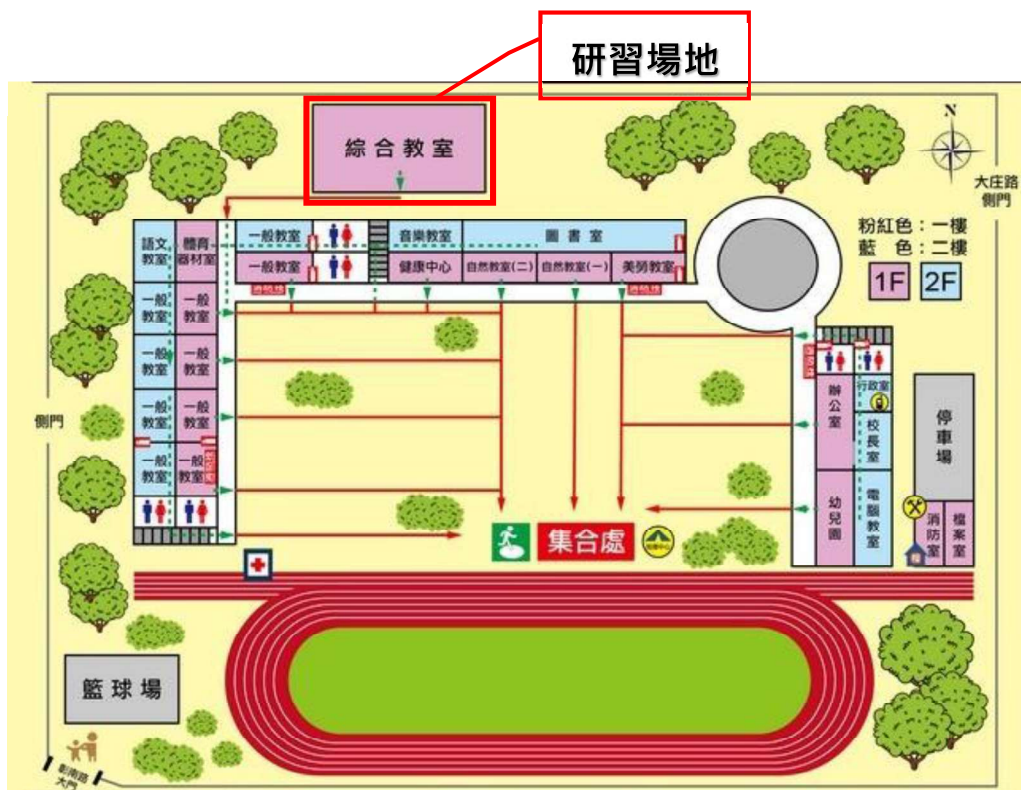 研習場地
綜合教室
N
大庄路
側門
粉紅色：一樓
藍　色：二樓
1F 2F
語文
教室
體育
器材室
一般教室
音樂教室
圖書室
一般教室
健康中心
自然教室(二)
自然教室(一)
美勞教室
一般
教室
一般
教室
一般
教室
一般
教室
一般
教室
一般
教室
一般
教室
一般
教室
側門
辦公室
行政室
校長室
停車場
幼兒園
電腦教室
消防室
檔案室
集合處
籃球場
彰南路
大門